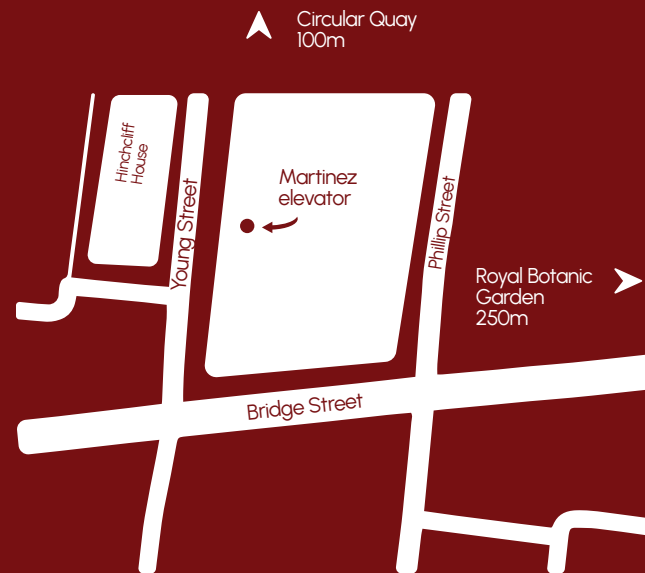 Circular Quay
100m
Hinchcliff
House
Martinez
elevator
Young Street
Phillip Street
Royal Botanic
Garden
250m
Bridge Street